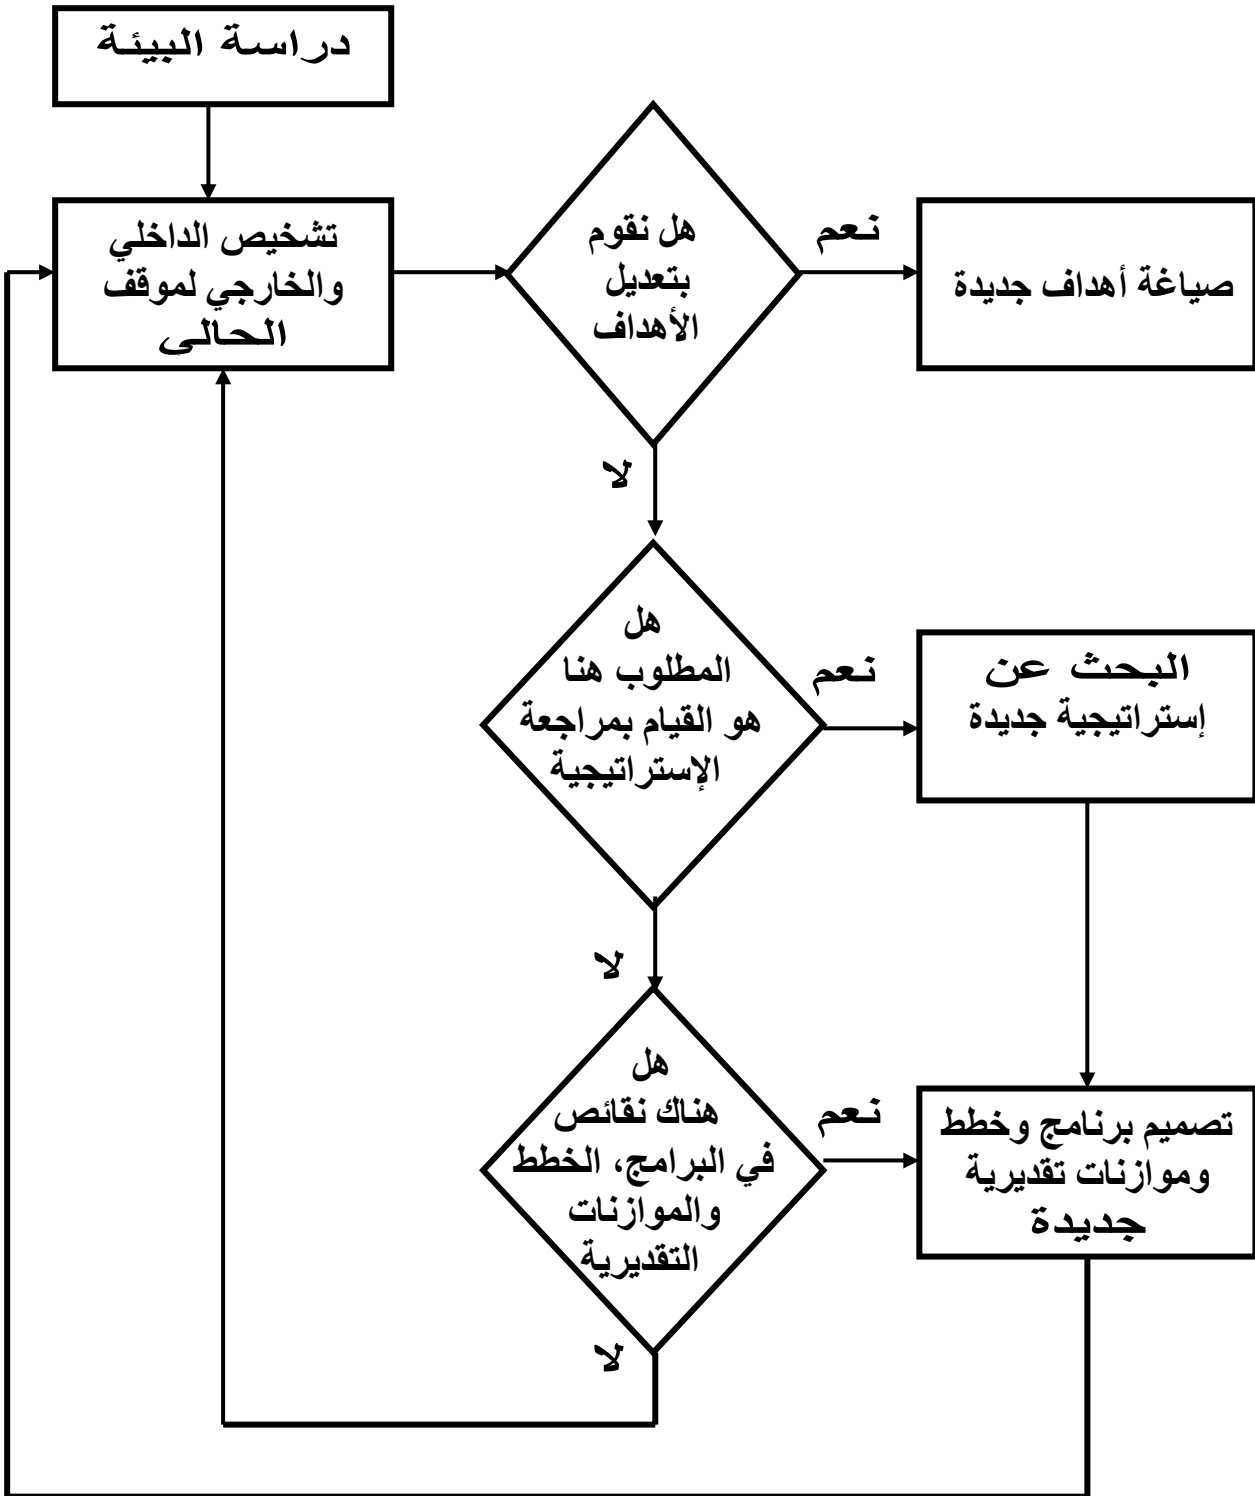 دراسة البيئة
تشخيص الداخلي
والخارجي لموقف
الحالى
هل نقوم
بتعديل
الأهداف
نعم
صياغة أهداف جديدة
لا
هل
المطلوب هنا
هو القيام بمراجعة
الإستراتيجية
نعم
البحث عن
إستراتيجية جديدة
لا
هل
هناك نقائص
في البرامج، الخطط
والموازنات
التقديرية
نعم
تصميم برنامج وخطط
وموازنات تقديرية
جديدة
لا